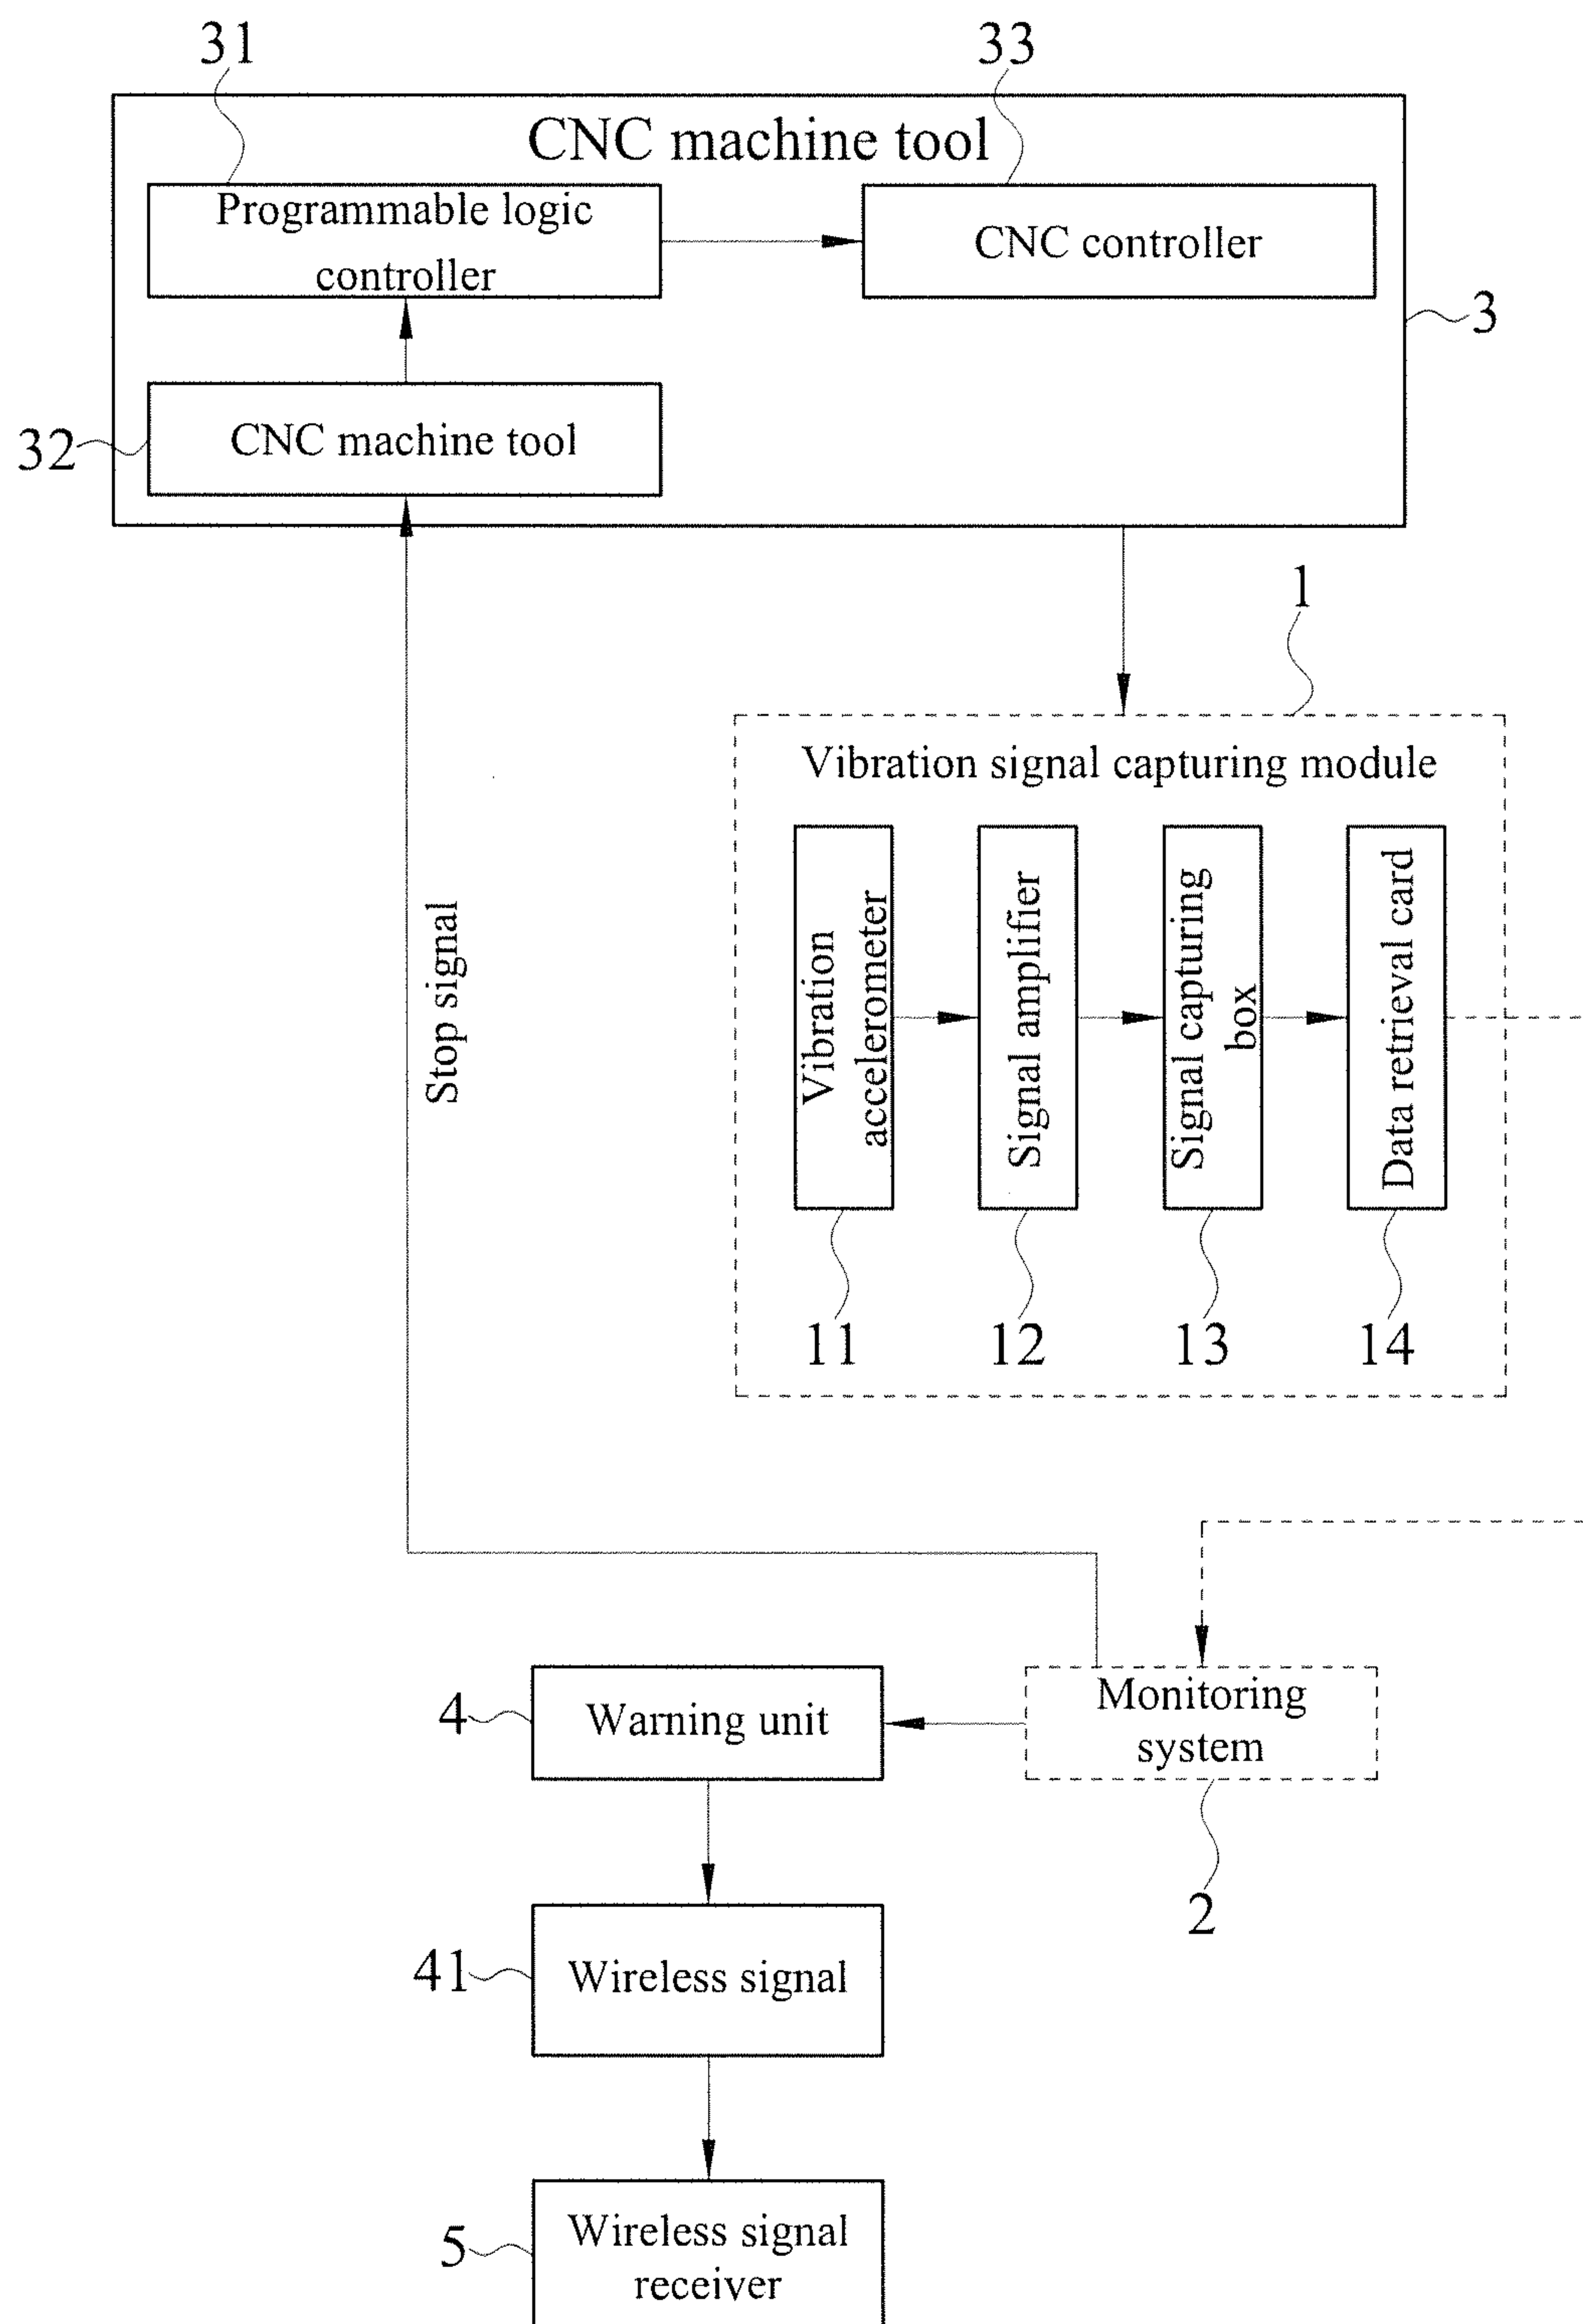 31
33
CNC machine tool
Programmable logic
controller
CNC controller
3
32
CNC machine tool
1
Vibration signal capturing module
Stop signal
Vibration
accelerometer
Signal amplifier
Signal capturing
box
Data retrieval card
11
12
13
14
4
Warning unit
Monitoring
system
2
41
Wireless signal
5
Wireless signal
receiver